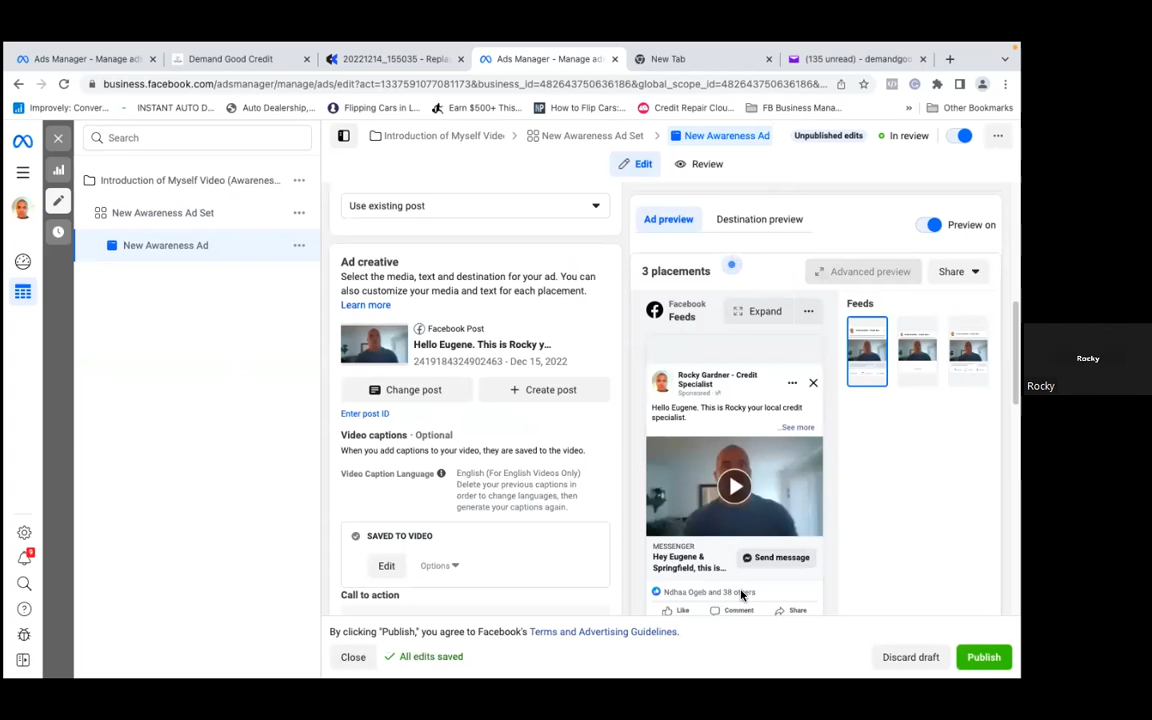 Ads Manager - Manage ad
Demand Good Credit
20221214_155035 - Repla
Ads Manager - Manage ad
New Tab
(135 unread) - demandgoo
business.facebook.com/adsmanager/manage/ads/edit?act=1337591077081173&business_id=482643750636186&global_scope_id=482643750636186&...
Improvely: Conver...
INSTANT AUTO D...
Auto Dealership,...
Flipping Cars in L...
Earn $500+ This...
How to Flip Cars:...
Credit Repair Clou...
FB Business Mana...
»
Other Bookmarks
Search
Introduction of Myself Vide
New Awareness Ad Set
New Awareness Ad
Unpublished edits
In review
Edit
Review
Introduction of Myself Video (Awarenes...
New Awareness Ad Set
New Awareness Ad
Use existing post
Ad creative
Select the media, text and destination for your ad. You can
also customize your media and text for each placement.
Learn more
Facebook Post
Hello Eugene. This is Rocky y...
2419184324902463 - Dec 15, 2022
Change post
+ Create post
Enter post ID
Video captions · Optional
When you add captions to your video, they are saved to the video.
Video Caption Language
English (For English Videos Only)
Delete your previous captions in
order to change languages, then
generate your captions again.
SAVED TO VIDEO
Edit
Options
Call to action
Ad preview
Destination preview
Preview on
3 placements
Advanced preview
Share
Facebook
Feeds
Expand
Feeds
Rocky Gardner - Credit
Specialist
Sponsored
Hello Eugene. This is Rocky your local credit
specialist.
...See more
MESSENGER
Hey Eugene &
Springfield, this is...
Send message
Ndhaa Ogeb and 38 others
Like
Comment
Share
By clicking "Publish," you agree to Facebook's Terms and Advertising Guidelines.
Close
All edits saved
Discard draft
Publish
9
Rocky
Rocky